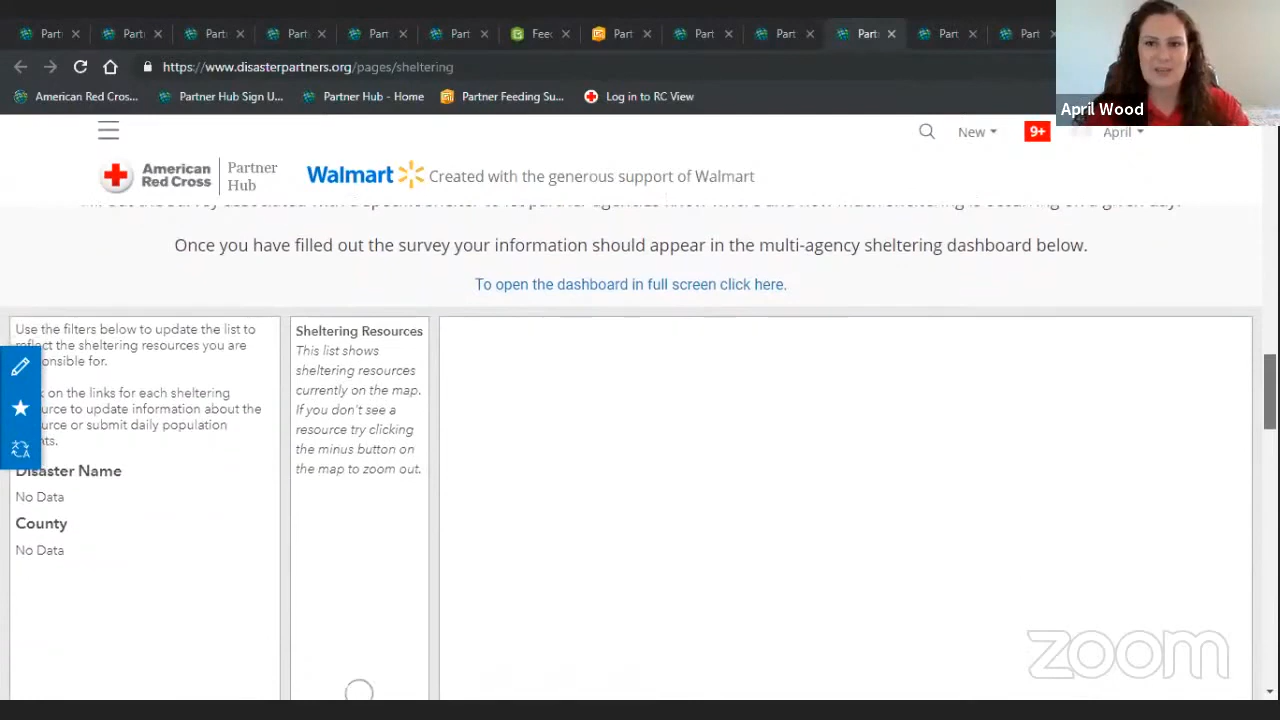 Part
Part
Part
Part
Part
Part
Feed
Part
Part
Part
Part
Part
Part
https://www.disasterpartners.org/pages/sheltering
American Red Cros...
Partner Hub Sign U...
Partner Hub - Home
Partner Feeding Su...
Log in to RC View
April Wood
New
9+
April
American Red Cross
Partner Hub
Walmart
Created with the generous support of Walmart
Once you have filled out the survey your information should appear in the multi-agency sheltering dashboard below.
To open the dashboard in full screen click here.
Use the filters below to update the list to
reflect the sheltering resources you are
onsible for.
on the links for each sheltering
urce to update information about the
urce or submit daily population
nts.
Disaster Name
No Data
County
No Data
Sheltering Resources
This list shows
sheltering resources
currently on the map.
If you don't see a
resource try clicking
the minus button on
the map to zoom out.
zoom